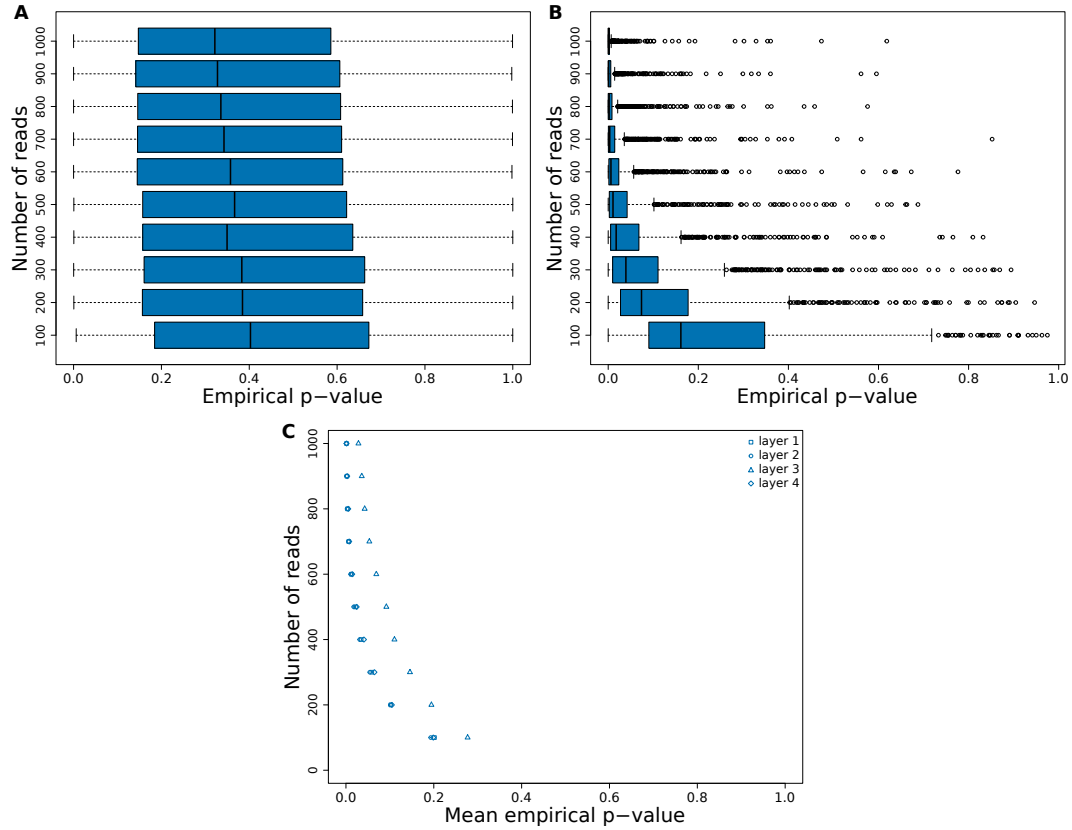 A
Number of reads
1000
900
800
700
600
500
400
300
200
100
0.0 0.2 0.4 0.6 0.8 1.0
Empirical p−value
B
Number of reads
1000
900
800
700
600
500
400
300
200
100
0.0 0.2 0.4 0.6 0.8 1.0
Empirical p−value
C
Number of reads
1000
800
600
400
200
0
layer 1
layer 2
layer 3
layer 4
0.0 0.2 0.4 0.6 0.8 1.0
Mean empirical p−value